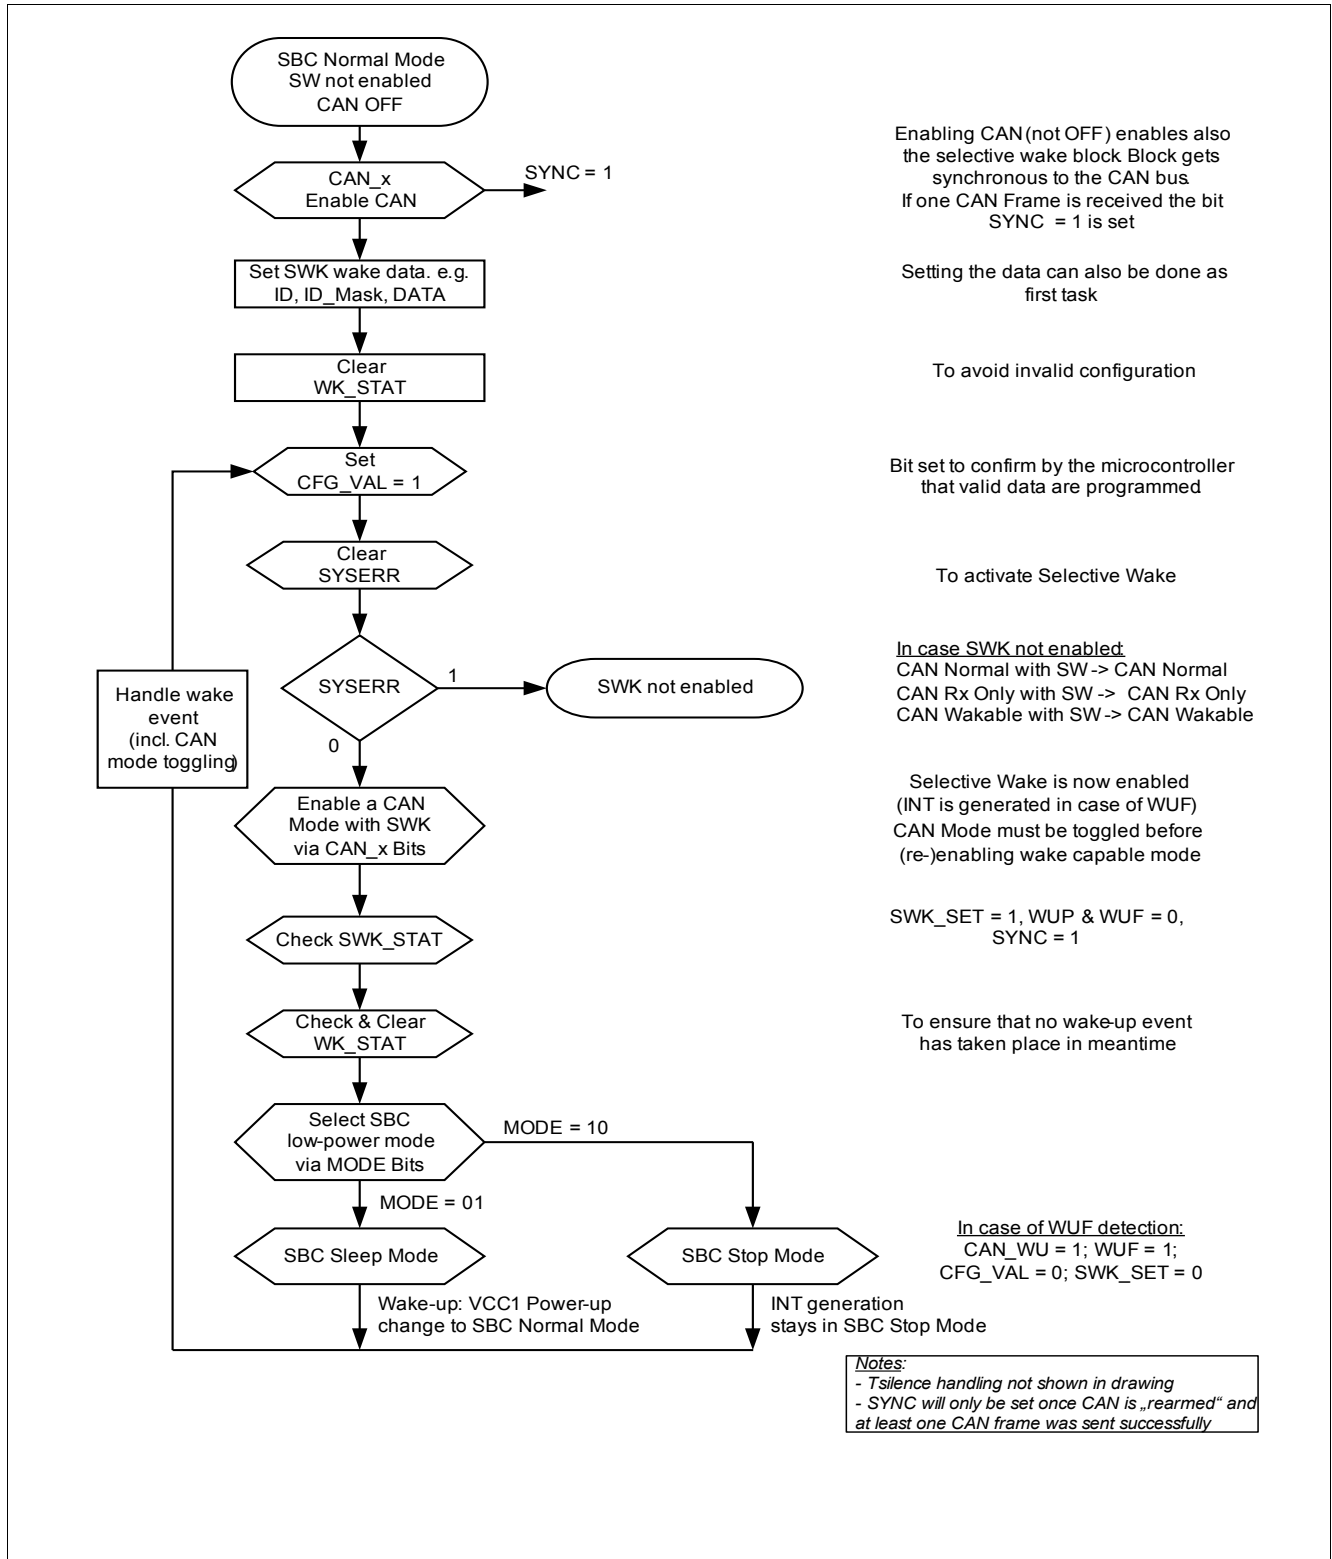 SBC Normal Mode
SW not enabled
CAN OFF
Enabling CAN (not OFF) enables also
the selective wake block. Block gets
synchronous to the CAN bus.
If one CAN Frame is received the bit
SYNC = 1 is set
CAN_x
Enable CAN
SYNC = 1
Set SWK wake data. e.g.
ID, ID_Mask, DATA
Setting the data can also be done as
first task
Clear
WK_STAT
To avoid invalid configuration
Set
CFG_VAL = 1
Bit set to confirm by the microcontroller
that valid data are programmed.
Clear
SYSERR
To activate Selective Wake
SYSERR
1
0
SWK not enabled
In case SWK not enabled:
CAN Normal with SW -> CAN Normal
CAN Rx Only with SW -> CAN Rx Only
CAN Wakable with SW -> CAN Wakable
Handle wake
event
(incl. CAN
mode toggling)
Enable a CAN
Mode with SWK
via CAN_x Bits
Selective Wake is now enabled
(INT is generated in case of WUF)
CAN Mode must be toggled before
(re-)enabling wake capable mode
Check SWK_STAT
SWK_SET = 1, WUP & WUF = 0,
SYNC = 1
Check & Clear
WK_STAT
To ensure that no wake-up event
has taken place in meantime
Select SBC
low-power mode
via MODE Bits
MODE = 10
MODE = 01
SBC Sleep Mode
SBC Stop Mode
In case of WUF detection:
CAN_WU = 1; WUF = 1;
CFG_VAL = 0; SWK_SET = 0
Wake-up: VCC1 Power-up
change to SBC Normal Mode
INT generation
stays in SBC Stop Mode
Notes:
- Tsilence handling not shown in drawing
- SYNC will only be set once CAN is „rearmed“ and
at least one CAN frame was sent successfully